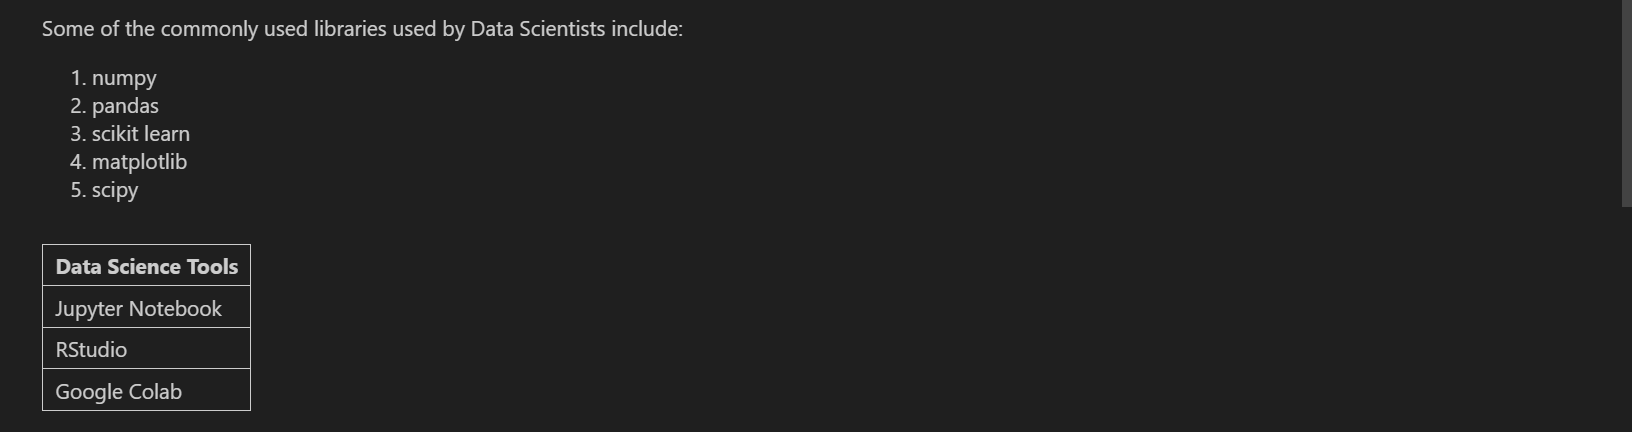 Some of the commonly used libraries used by Data Scientists include:
1. numpy
2. pandas
3. scikit learn
4. matplotlib
5. scipy
Data Science Tools
Jupyter Notebook
RStudio
Google Colab